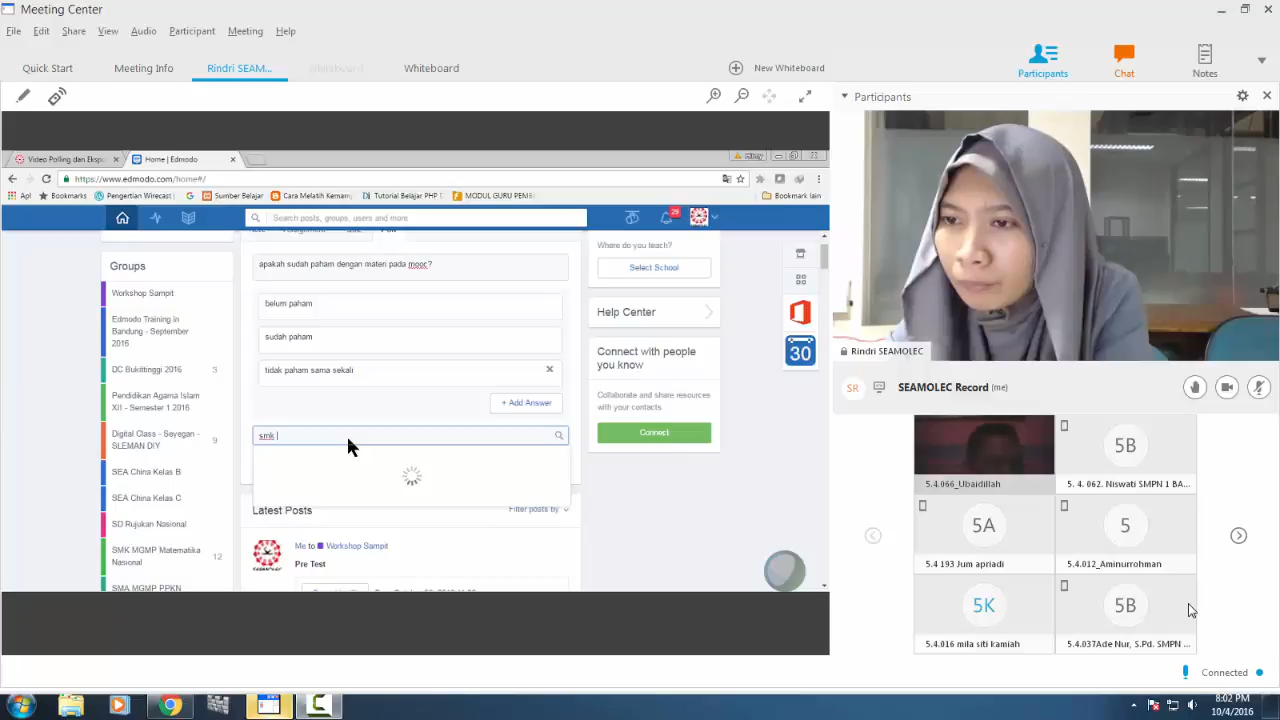 Meeting Center
File Edit Share View Audio Participant Meeting Help
Quick Start Meeting Info Rindri SEAM... Whiteboard Whiteboard New Whiteboard
Participants Chat Notes
Participants
Video Polling dan Ekspo Home | Edmodo
https://www.edmodo.com/home#/
Apl Bookmarks Pengertian Wirecast Sumber Belajar Cara Melatih Kemam Tutorial Belajar PHP MODUL GURU PEMB Bookmark lain
Search posts, groups, users and more
29
Groups
Workshop Sampit
Edmodo Training in
Bandung - September
2016
DC Bukittinggi 2016 3
Pendidikan Agama Islam
XII - Semester 1 2016
Digital Class - Seyegan -
SLEMAN DIY
9
SEA China Kelas B
SEA China Kelas C
SD Rujukan Nasional
SMK MGMP Matematika
Nasional
12
SMA MGMP PPKN
apakah sudah paham dengan materi pada mooc?
belum paham
sudah paham
tidak paham sama sekali
+ Add Answer
smk
Latest Posts
Filter posts by
Me to Workshop Sampit
Pre Test
Where do you teach?
Select School
Help Center
Connect with people
you know
Collaborate and share resources
with your contacts
Connect
30
Rindri SEAMOLEC
SR SEAMOLEC Record (me)
5.4.066_Ubaidillah
5B
5. 4. 062. Niswati SMPN 1 BA...
5A
5.4 193 Jum apriadi
5
5.4.012_Aminurrohman
5K
5.4.016 mila siti kamiah
5B
5.4.037Ade Nur, S.Pd. SMPN ...
Connected
8:02 PM
10/4/2016